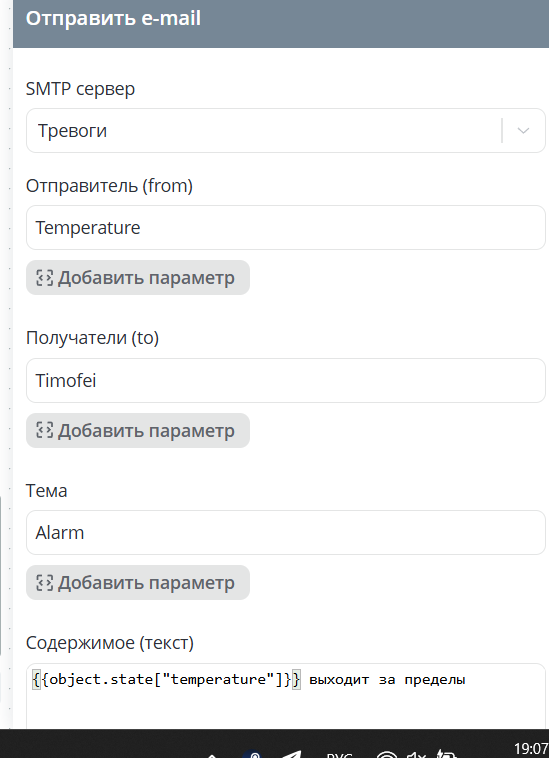 Отправить e-mail
SMTP сервер
Тревоги
Отправитель (from)
Temperature
Добавить параметр
Получатели (to)
Timofei
Добавить параметр
Тема
Alarm
Добавить параметр
Содержимое (текст)
{{object.state["temperature"]}} выходит за пределы
РУС
19:07